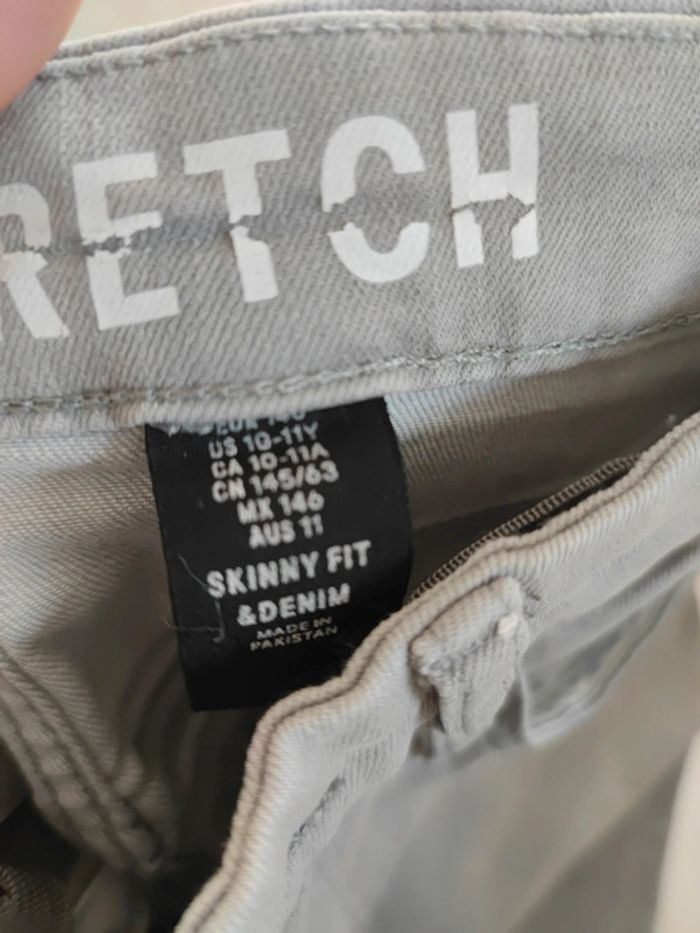 RETCH
US 10-11Y
CA 10-11A
CN 145/63
MX 146
AUS 11
SKINNY FIT
&DENIM
MADE IN
PAKISTAN